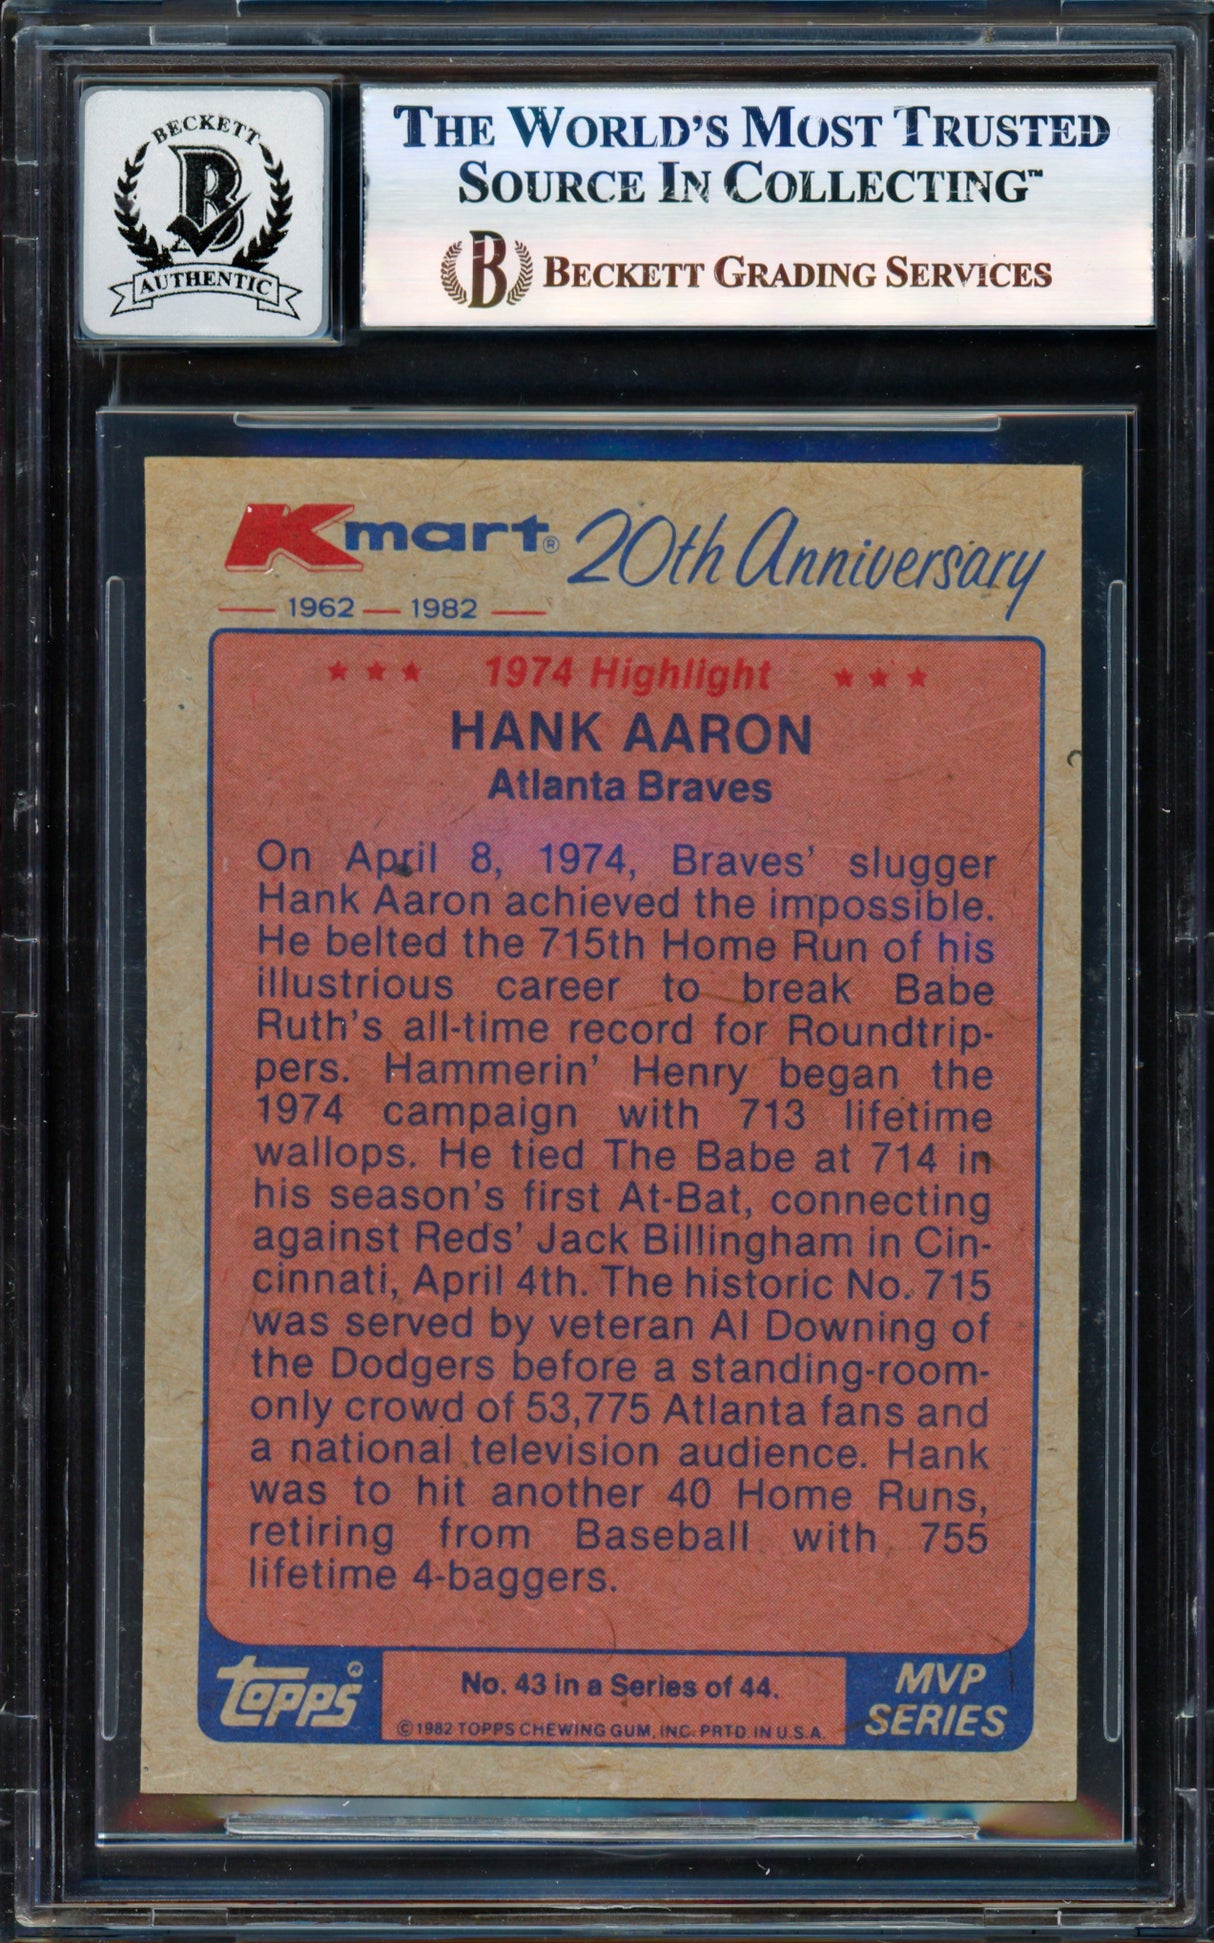 BECKETT
B
AUTHENTIC
THE WORLD'S MOST TRUSTED
SOURCE IN COLLECTING™
B BECKETT GRADING SERVICES
Kmart® 20th Anniversary
1962 — 1982
★ ★ ★ 1974 Highlight ★ ★ ★
HANK AARON
Atlanta Braves
On April 8, 1974, Braves' slugger
Hank Aaron achieved the impossible.
He belted the 715th Home Run of his
illustrious career to break Babe
Ruth's all-time record for Roundtrip-
pers. Hammerin' Henry began the
1974 campaign with 713 lifetime
wallops. He tied The Babe at 714 in
his season's first At-Bat, connecting
against Reds' Jack Billingham in Cin-
cinnati, April 4th. The historic No. 715
was served by veteran Al Downing of
the Dodgers before a standing-room-
only crowd of 53,775 Atlanta fans and
a national television audience. Hank
was to hit another 40 Home Runs,
retiring from Baseball with 755
lifetime 4-baggers.
topps®
No. 43 in a Series of 44.
©1982 TOPPS CHEWING GUM, INC. PRTD. IN U.S.A.
MVP
SERIES